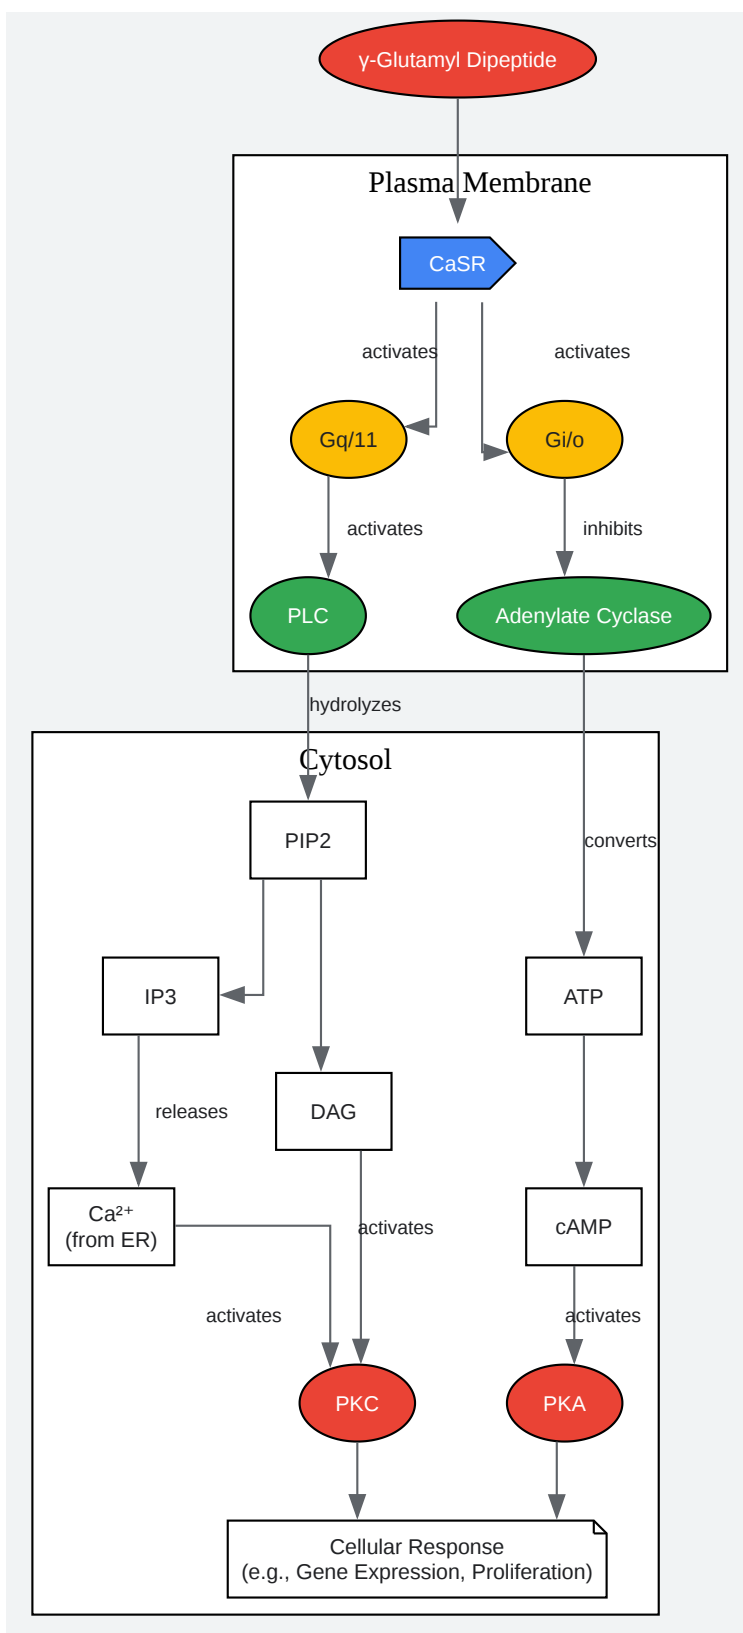 γ-Glutamyl Dipeptide
Plasma Membrane
CaSR
activates
activates
Gq/11
Gi/o
activates
inhibits
PLC
Adenylate Cyclase
hydrolyzes
Cytosol
PIP2
converts
IP3
ATP
releases
DAG
Ca²⁺
(from ER)
activates
cAMP
activates
activates
PKC
PKA
Cellular Response
(e.g., Gene Expression, Proliferation)